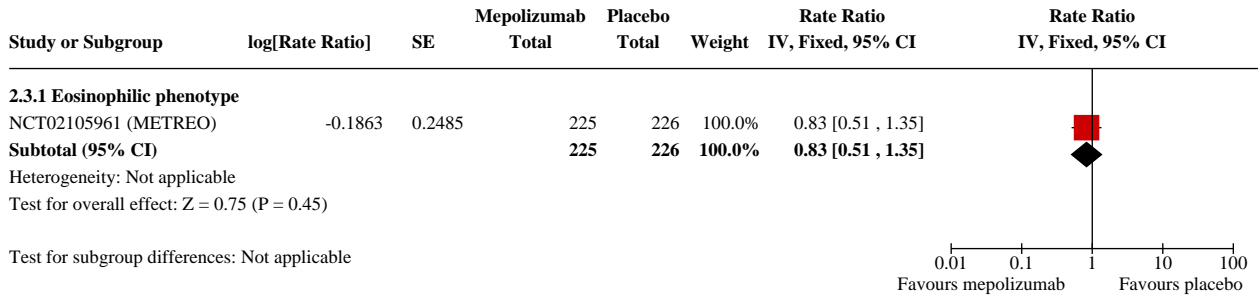 Mepolizumab Placebo Rate Ratio Rate Ratio
Study or Subgroup log[Rate Ratio] SE Total Total Weight IV, Fixed, 95% CI IV, Fixed, 95% CI
2.3.1 Eosinophilic phenotype
NCT02105961 (METREO) -0.1863 0.2485 225 226 100.0% 0.83 [0.51 , 1.35]
Subtotal (95% CI) 225 226 100.0% 0.83 [0.51 , 1.35]
Heterogeneity: Not applicable
Test for overall effect: Z = 0.75 (P = 0.45)
Test for subgroup differences: Not applicable
0.01 0.1 1 10 100
Favours mepolizumab Favours placebo